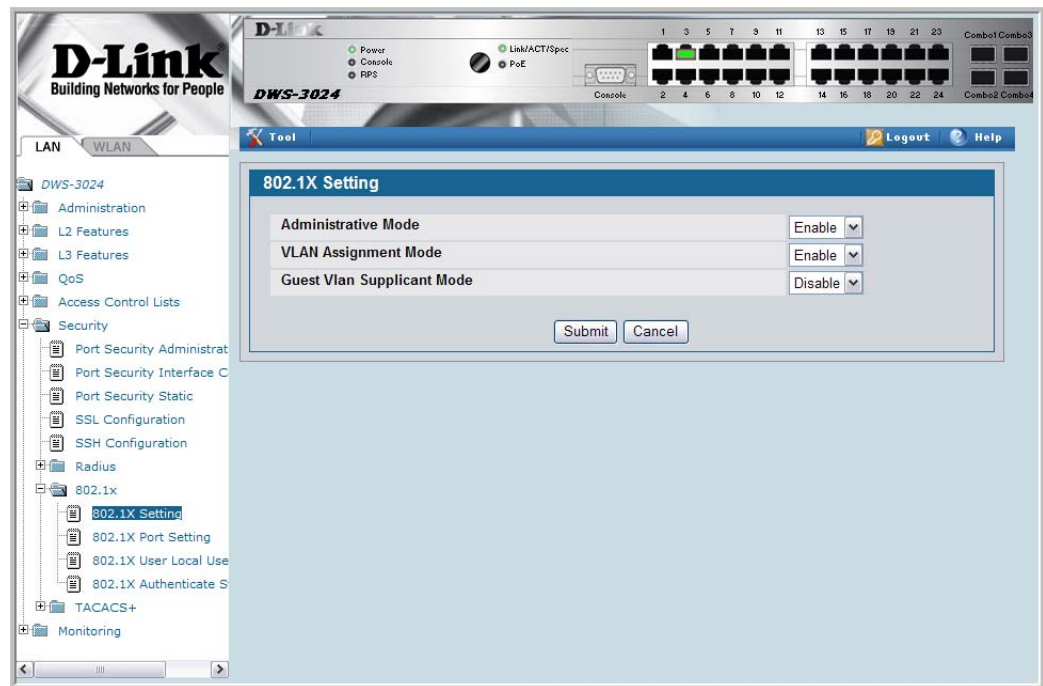 D-Link
Building Networks for People
D-Link
Power
Console
RPS
Link/ACT/Spec
PoE
DWS-3024
Console
1 3 5 7 9 11 13 15 17 19 21 23
2 4 6 8 10 12 14 16 18 20 22 24
Combo1 Combo3
Combo2 Combo4
Tool
Logout
Help
LAN
WLAN
DWS-3024
Administration
L2 Features
L3 Features
QoS
Access Control Lists
Security
Port Security Administrat
Port Security Interface C
Port Security Static
SSL Configuration
SSH Configuration
Radius
802.1x
802.1X Setting
802.1X Port Setting
802.1X User Local Use
802.1X Authenticate S
TACACS+
Monitoring
802.1X Setting
Administrative Mode Enable
VLAN Assignment Mode Enable
Guest Vlan Supplicant Mode Disable
Submit Cancel